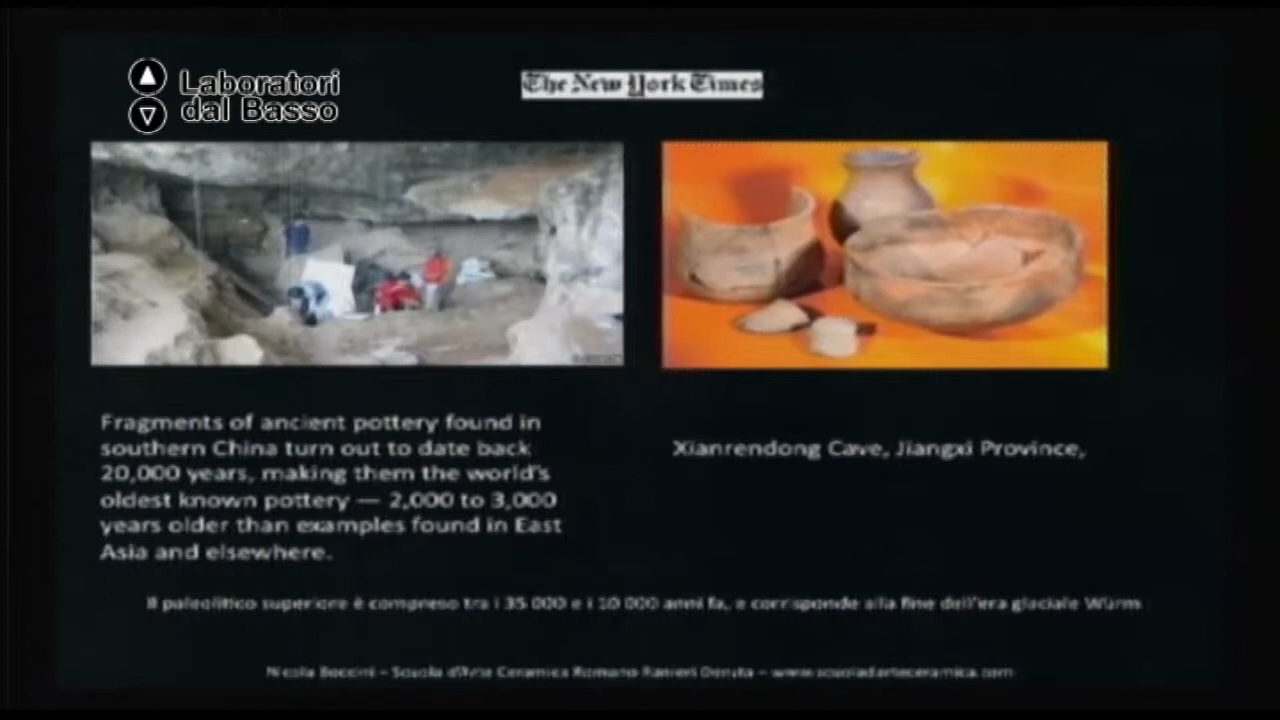 Laboratori
dal Basso
The New York Times
Fragments of ancient pottery found in
southern China turn out to date back
20,000 years, making them the world's
oldest known pottery — 2,000 to 3,000
years older than examples found in East
Asia and elsewhere.
Xianrendong Cave, Jiangxi Province,
Il paleolitico superiore è compreso tra i 35 000 e i 10 000 anni fa, e corrisponde alla fine dell'era glaciale Würm
Nicola Boccini – Scuola d'Arte Ceramica Romano Ranieri Deruta – www.scuoladarteceramica.com